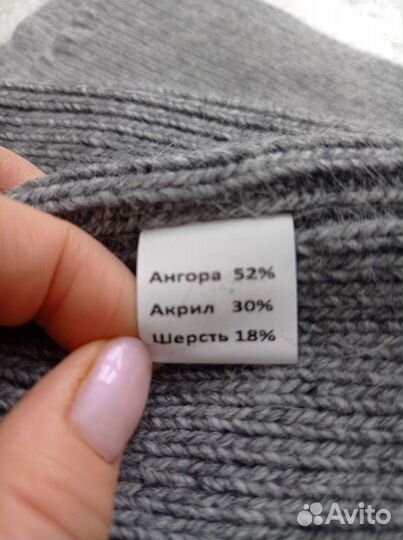 Ангора 52%
Акрил 30%
Шерсть 18%
Avito